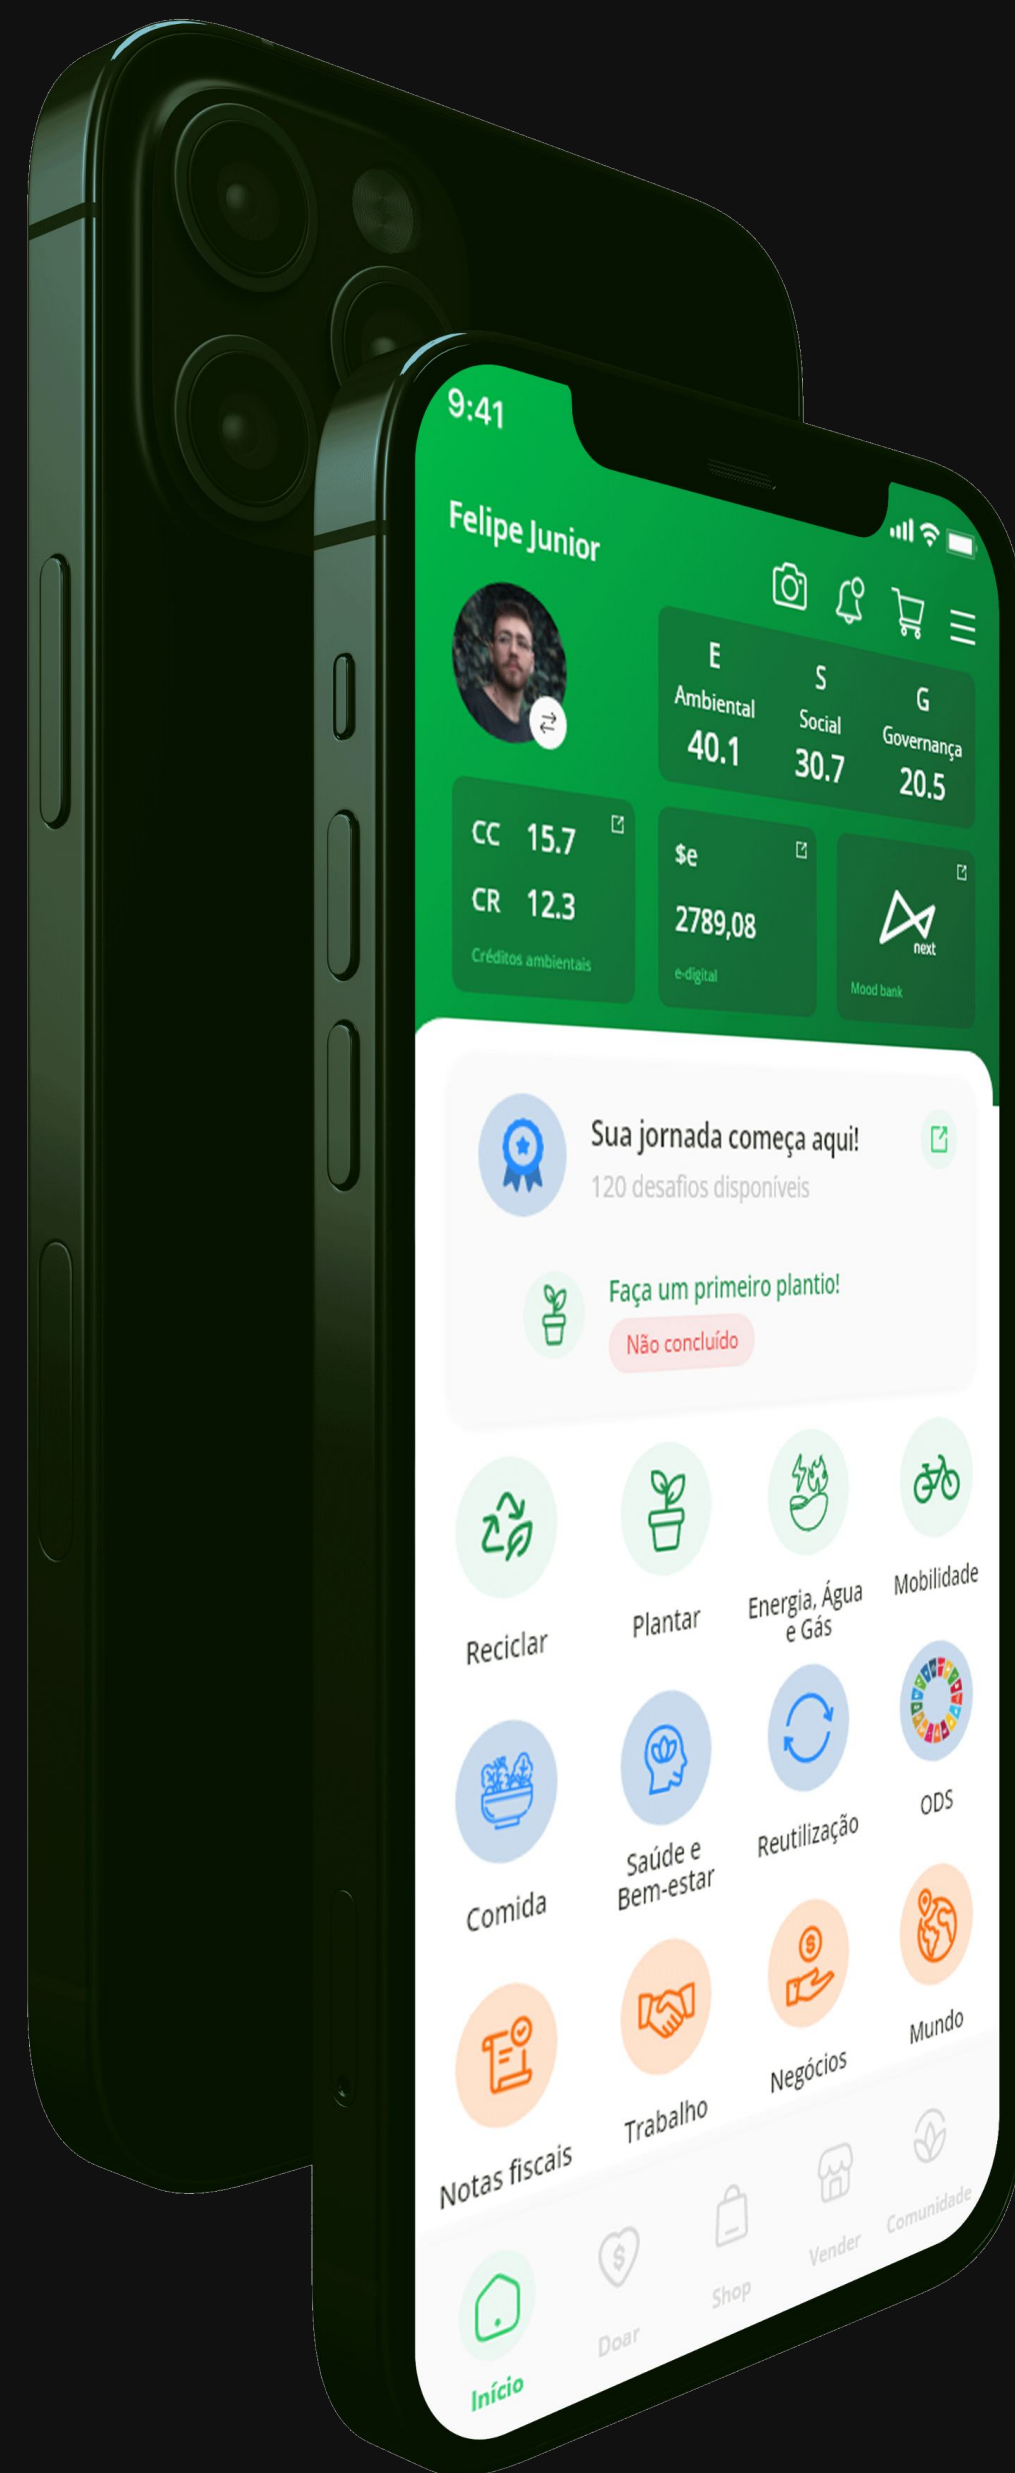 9:41
Felipe Junior
E
Ambiental
40.1
S
Social
30.7
G
Governança
20.5
CC 15.7
CR 12.3
Créditos ambientais
$e
2789,08
e-digital
next
Mood bank
Sua jornada começa aqui!
120 desafios disponíveis
Faça um primeiro plantio!
Não concluído
Reciclar
Plantar
Energia, Água
e Gás
Mobilidade
Comida
Saúde e
Bem-estar
Reutilização
ODS
Notas fiscais
Trabalho
Negócios
Mundo
Início
Doar
Shop
Vender
Comunidade